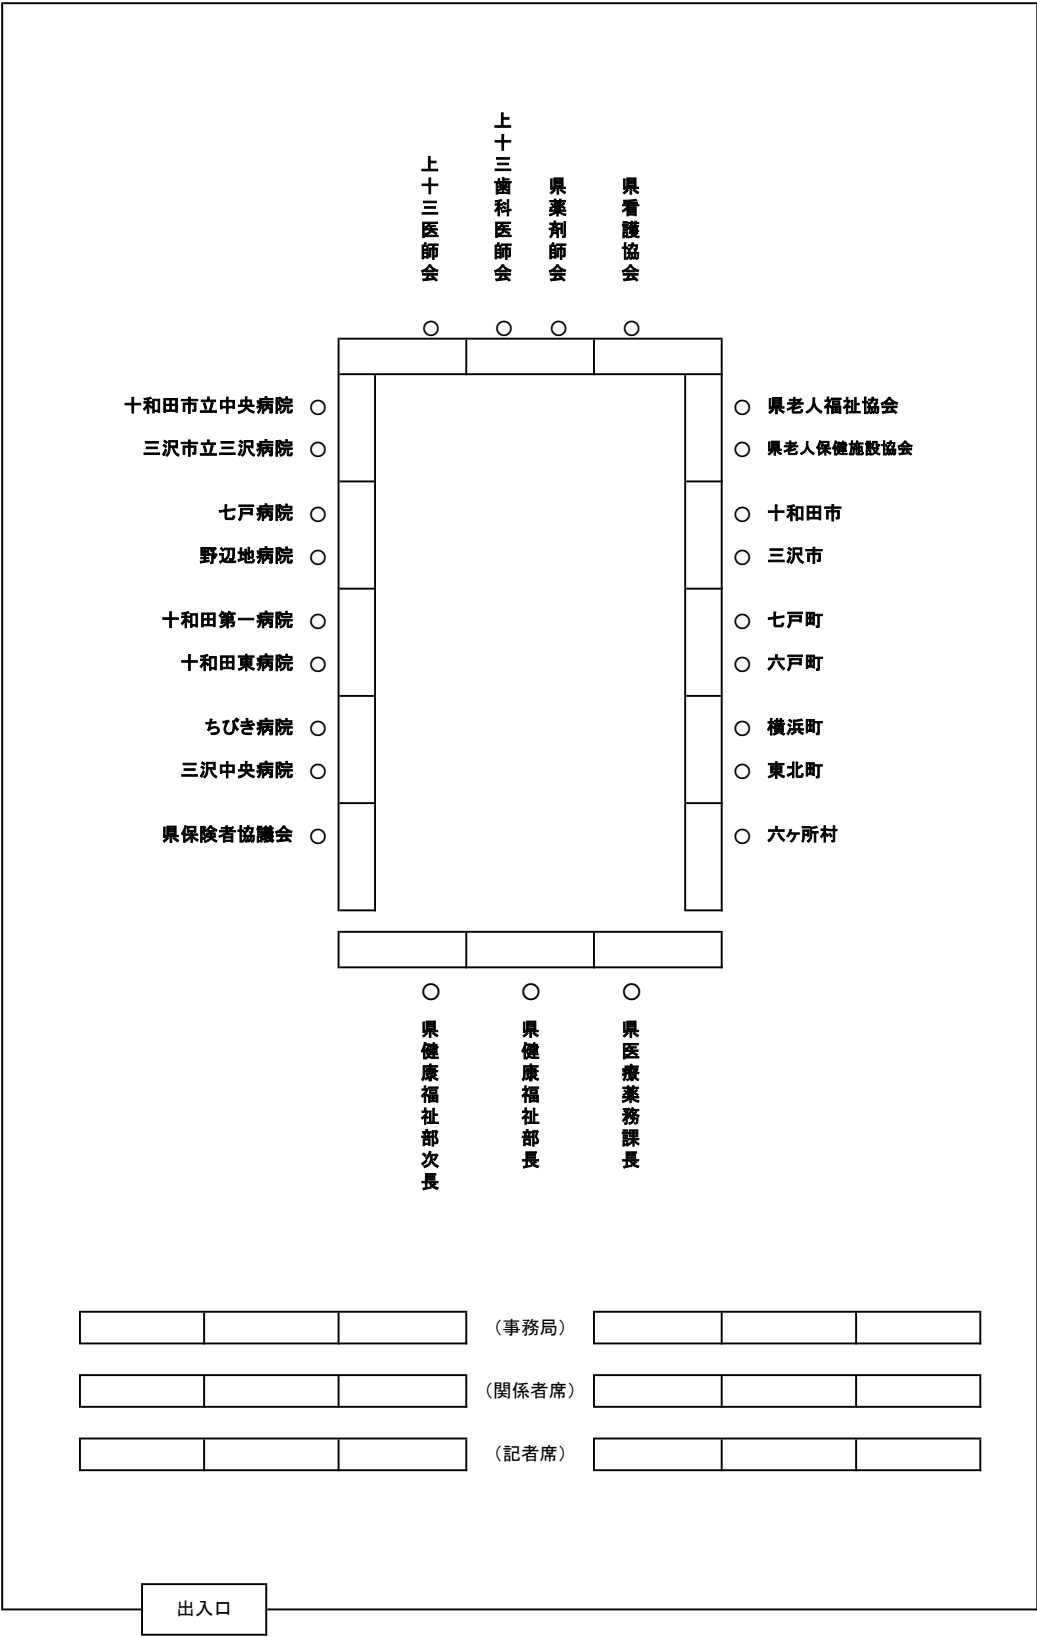 上十三医師会
上十三歯科医師会
県薬剤師会
県看護協会
十和田市立中央病院
県老人福祉協会
三沢市立三沢病院
県老人保健施設協会
七戸病院
十和田市
野辺地病院
三沢市
十和田第一病院
七戸町
十和田東病院
六戸町
ちびき病院
横浜町
三沢中央病院
東北町
県保険者協議会
六ヶ所村
県健康福祉部次長
県健康福祉部長
県医療薬務課長
（事務局）
（関係者席）
（記者席）
出入口